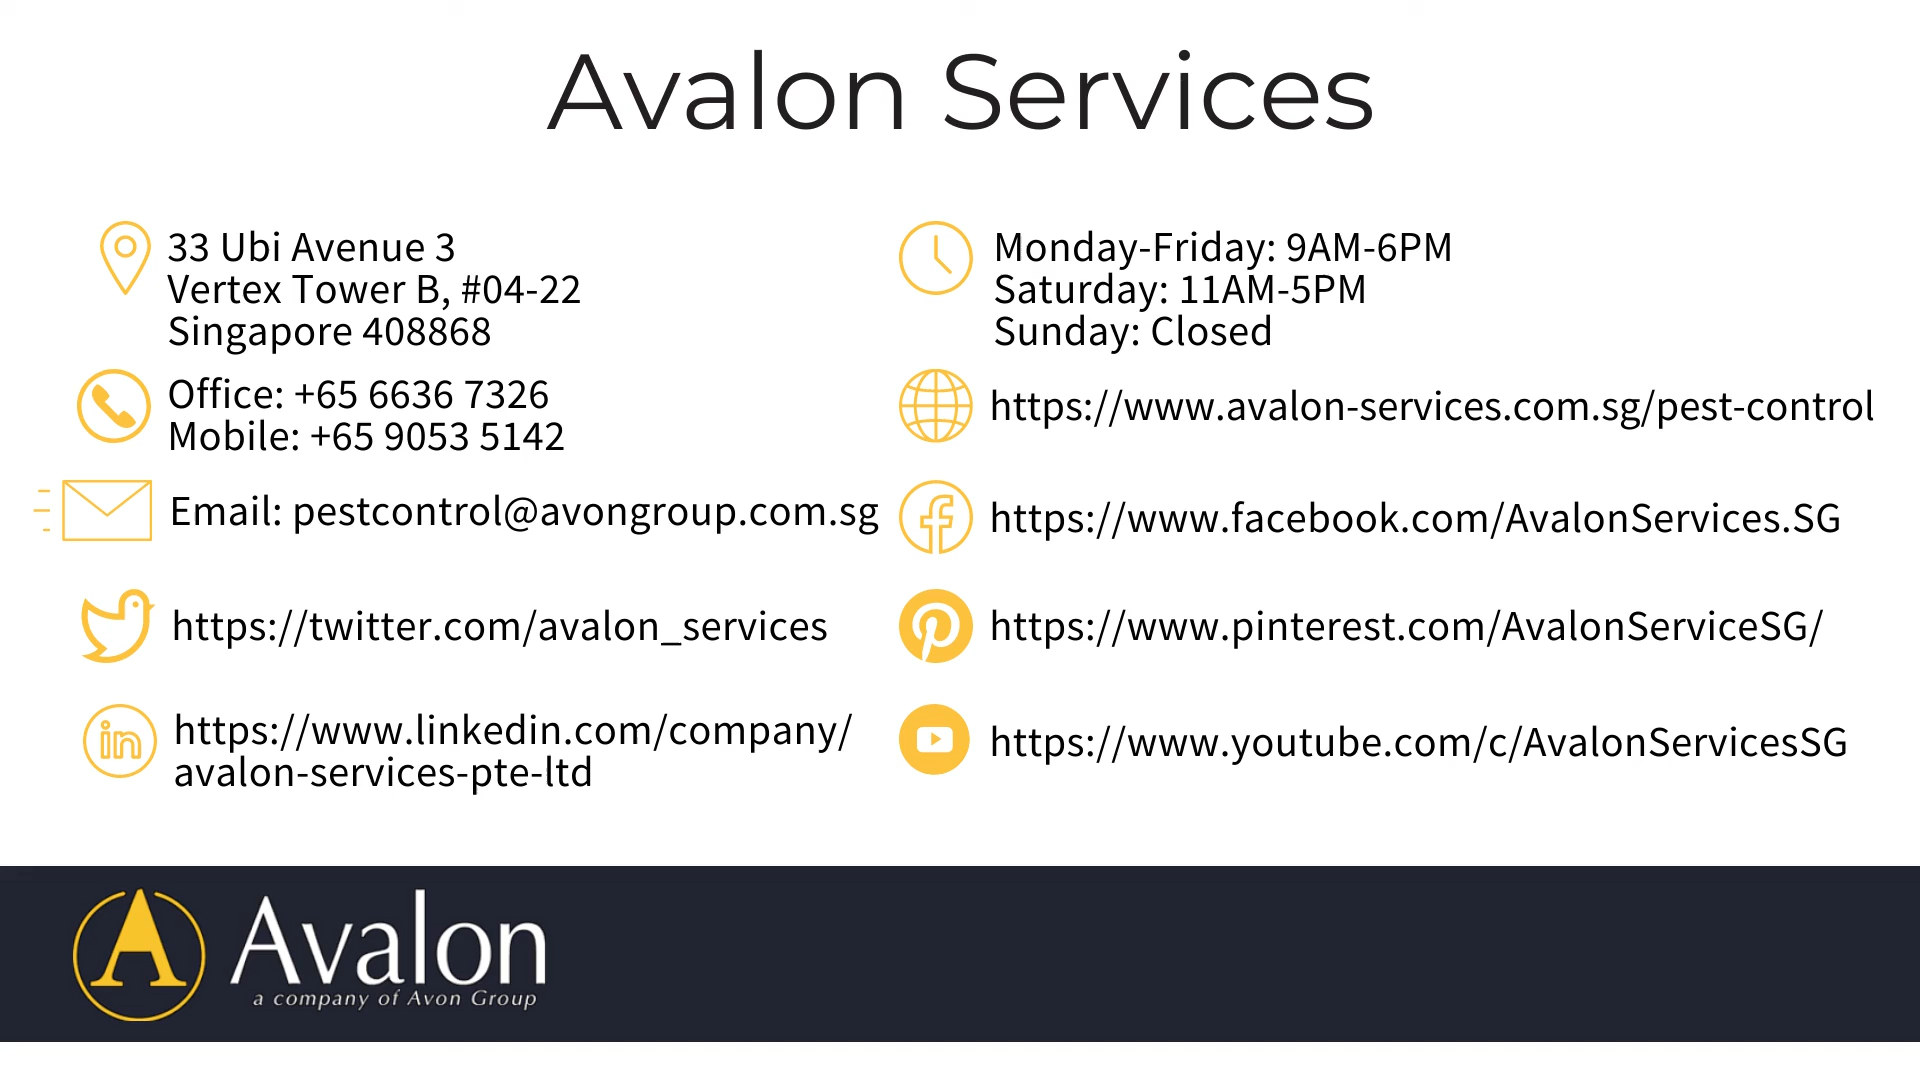 Avalon Services
33 Ubi Avenue 3
Vertex Tower B, #04-22
Singapore 408868
Monday-Friday: 9AM-6PM
Saturday: 11AM-5PM
Sunday: Closed
Office: +65 6636 7326
Mobile: +65 9053 5142
https://www.avalon-services.com.sg/pest-control
Email: pestcontrol@avongroup.com.sg
https://www.facebook.com/AvalonServices.SG
https://twitter.com/avalon_services
https://www.pinterest.com/AvalonServiceSG/
in
https://www.linkedin.com/company/
avalon-services-pte-ltd
https://www.youtube.com/c/AvalonServicesSG
A Avalon
a company of Avon Group